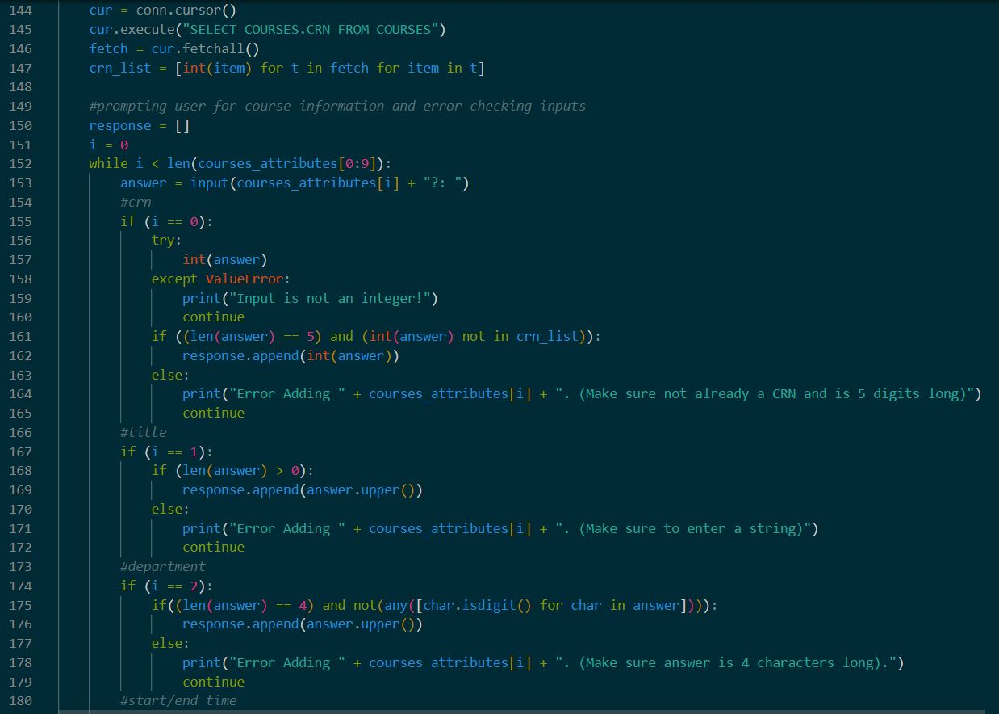 144 cur = conn.cursor()
145 cur.execute("SELECT COURSES.CRN FROM COURSES")
146 fetch = cur.fetchall()
147 crn_list = [int(item) for t in fetch for item in t]
148
149 #prompting user for course information and error checking inputs
150 response = []
151 i = 0
152 while i < len(courses_attributes[0:9]):
153     answer = input(courses_attributes[i] + "?: ")
154     #crn
155     if (i == 0):
156         try:
157             int(answer)
158         except ValueError:
159             print("Input is not an integer!")
160             continue
161         if ((len(answer) == 5) and (int(answer) not in crn_list)):
162             response.append(int(answer))
163         else:
164             print("Error Adding " + courses_attributes[i] + ". (Make sure not already a CRN and is 5 digits long)")
165             continue
166     #title
167     if (i == 1):
168         if (len(answer) > 0):
169             response.append(answer.upper())
170         else:
171             print("Error Adding " + courses_attributes[i] + ". (Make sure to enter a string)")
172             continue
173     #department
174     if (i == 2):
175         if((len(answer) == 4) and not(any([char.isdigit() for char in answer]))):
176             response.append(answer.upper())
177         else:
178             print("Error Adding " + courses_attributes[i] + ". (Make sure answer is 4 characters long).")
179             continue
180     #start/end time